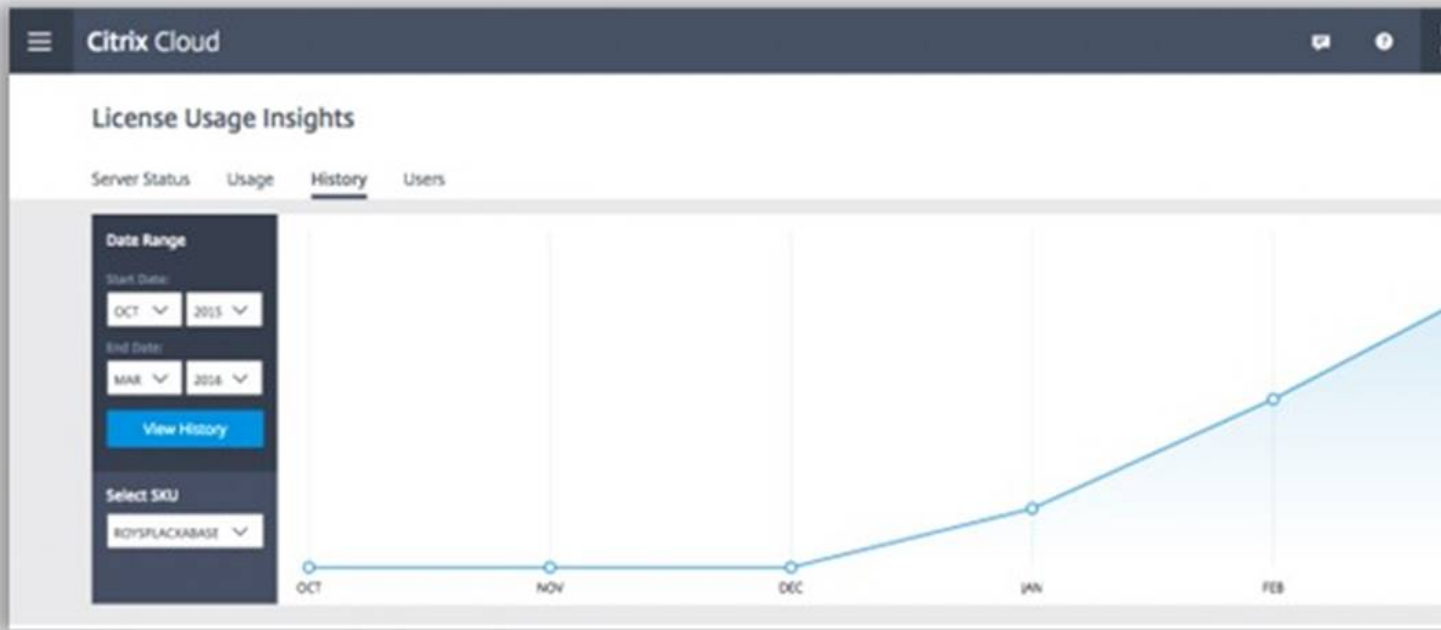 Citrix Cloud
License Usage Insights
Server Status Usage History Users
Date Range
Start Date:
OCT 2015
End Date:
MAR 2016
View History
Select SKU
OCT NOV DEC JAN FEB